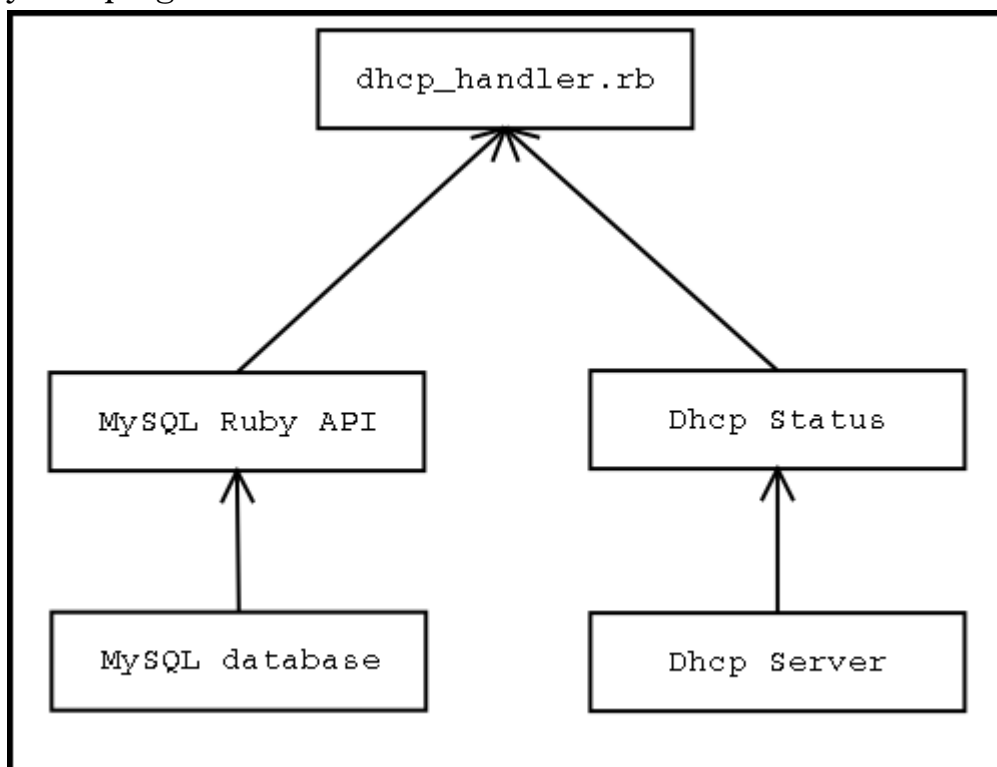 dhcp_handler.rb
MySQL Ruby API
Dhcp Status
MySQL database
Dhcp Server